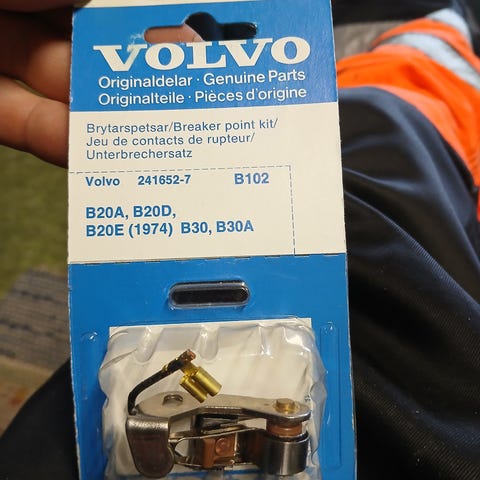 VOLVO
Originaldelar · Genuine Parts
Originalteile · Pièces d'origine
Brytarspetsar/Breaker point kit/
Jeu de contacts de rupteur/
Unterbrechersatz
Volvo 241652-7 B102
B20A, B20D,
B20E (1974) B30, B30A